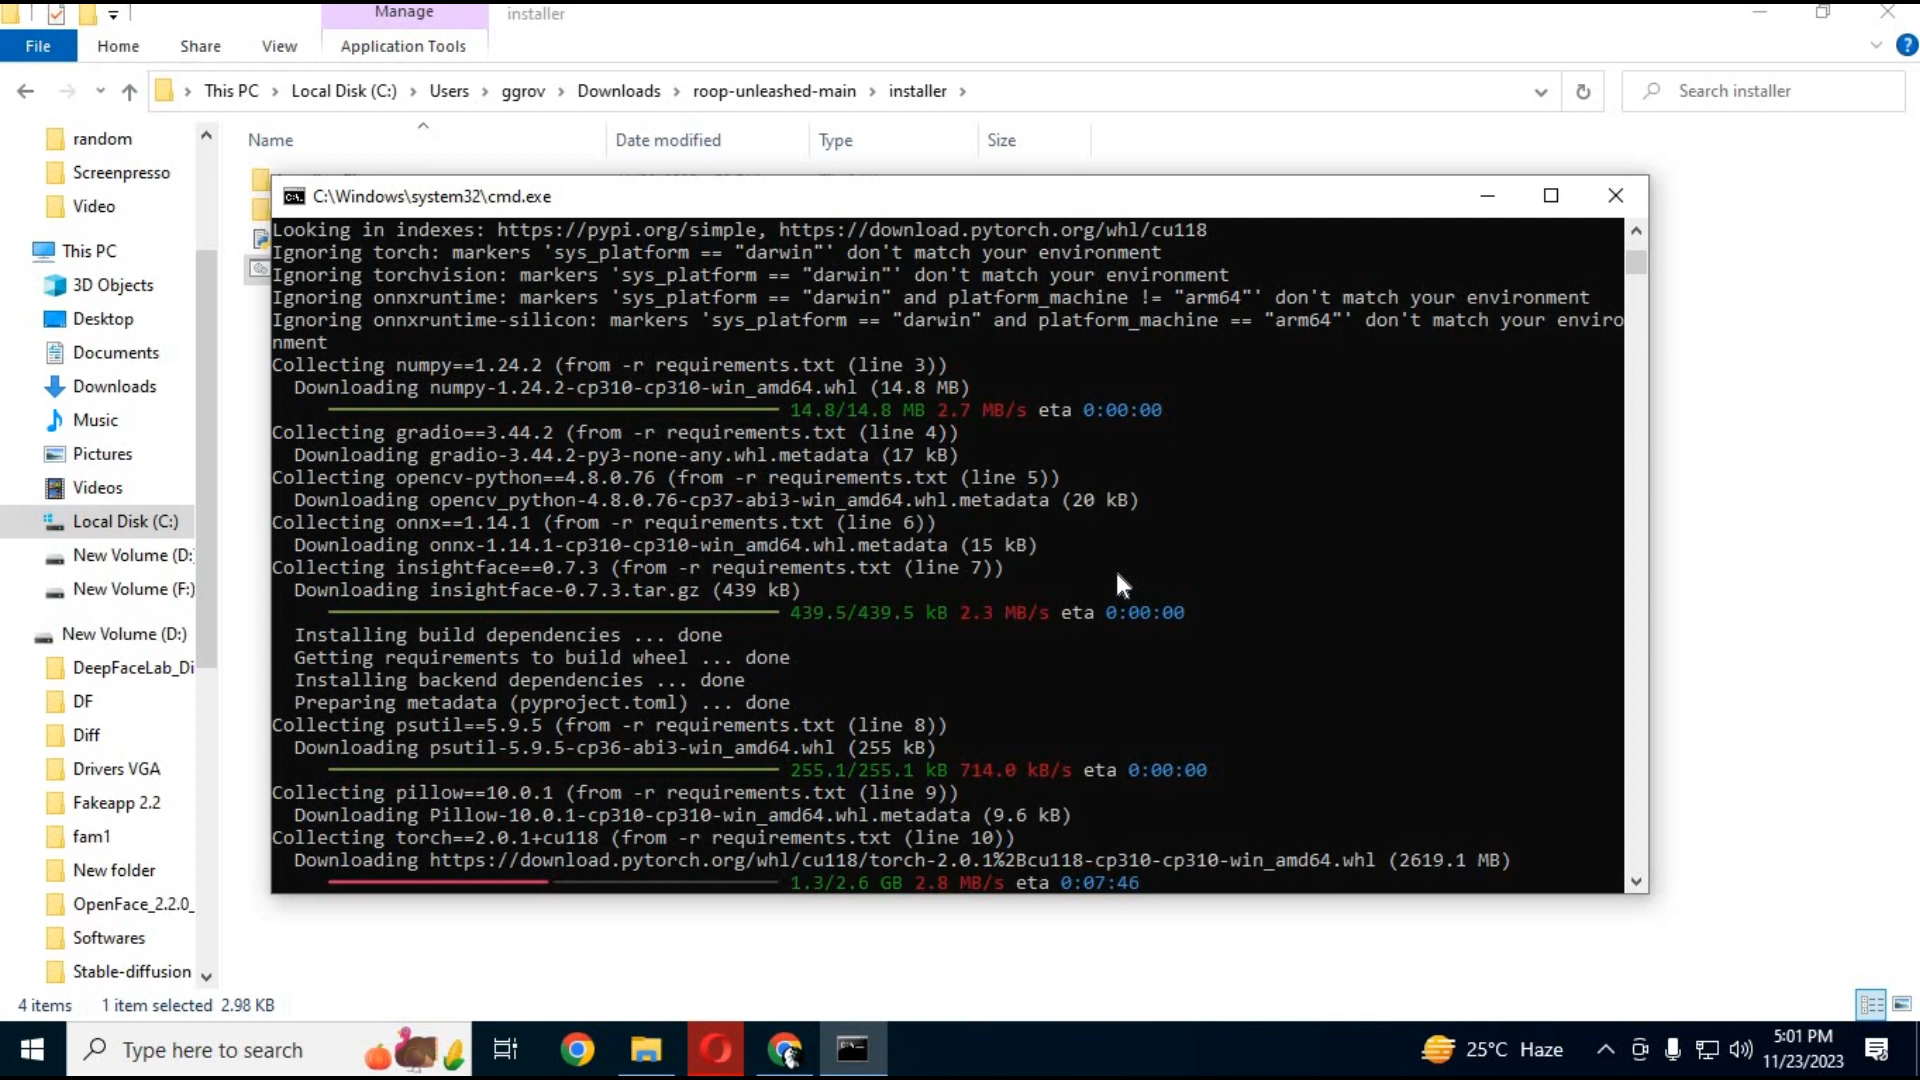 Manage
installer
File
Home
Share
View
Application Tools
This PC > Local Disk (C:) > Users > ggrov > Downloads > roop-unleashed-main > installer >
Search installer
Name
Date modified
Type
Size
random
Screenpresso
Video
This PC
3D Objects
Desktop
Documents
Downloads
Music
Pictures
Videos
Local Disk (C:)
New Volume (D:
New Volume (F:)
New Volume (D:)
DeepFaceLab_Di
DF
Diff
Drivers VGA
Fakeapp 2.2
fam1
New folder
OpenFace_2.2.0_
Softwares
Stable-diffusion
C:\Windows\system32\cmd.exe
Looking in indexes: https://pypi.org/simple, https://download.pytorch.org/whl/cu118
Ignoring torch: markers 'sys_platform == "darwin"' don't match your environment
Ignoring torchvision: markers 'sys_platform == "darwin"' don't match your environment
Ignoring onnxruntime: markers 'sys_platform == "darwin" and platform_machine != "arm64"' don't match your environment
Ignoring onnxruntime-silicon: markers 'sys_platform == "darwin" and platform_machine == "arm64"' don't match your enviro
nment
Collecting numpy==1.24.2 (from -r requirements.txt (line 3))
Downloading numpy-1.24.2-cp310-cp310-win_amd64.whl (14.8 MB)
14.8/14.8 MB 2.7 MB/s eta 0:00:00
Collecting gradio==3.44.2 (from -r requirements.txt (line 4))
Downloading gradio-3.44.2-py3-none-any.whl.metadata (17 kB)
Collecting opencv-python==4.8.0.76 (from -r requirements.txt (line 5))
Downloading opencv_python-4.8.0.76-cp37-abi3-win_amd64.whl.metadata (20 kB)
Collecting onnx==1.14.1 (from -r requirements.txt (line 6))
Downloading onnx-1.14.1-cp310-cp310-win_amd64.whl.metadata (15 kB)
Collecting insightface==0.7.3 (from -r requirements.txt (line 7))
Downloading insightface-0.7.3.tar.gz (439 kB)
439.5/439.5 kB 2.3 MB/s eta 0:00:00
Installing build dependencies ... done
Getting requirements to build wheel ... done
Installing backend dependencies ... done
Preparing metadata (pyproject.toml) ... done
Collecting psutil==5.9.5 (from -r requirements.txt (line 8))
Downloading psutil-5.9.5-cp36-abi3-win_amd64.whl (255 kB)
255.1/255.1 kB 714.0 kB/s eta 0:00:00
Collecting pillow==10.0.1 (from -r requirements.txt (line 9))
Downloading Pillow-10.0.1-cp310-cp310-win_amd64.whl.metadata (9.6 kB)
Collecting torch==2.0.1+cu118 (from -r requirements.txt (line 10))
Downloading https://download.pytorch.org/whl/cu118/torch-2.0.1%2Bcu118-cp310-cp310-win_amd64.whl (2619.1 MB)
1.3/2.6 GB 2.8 MB/s eta 0:07:46
4 items
1 item selected 2.98 KB
Type here to search
25°C Haze
5:01 PM
11/23/2023